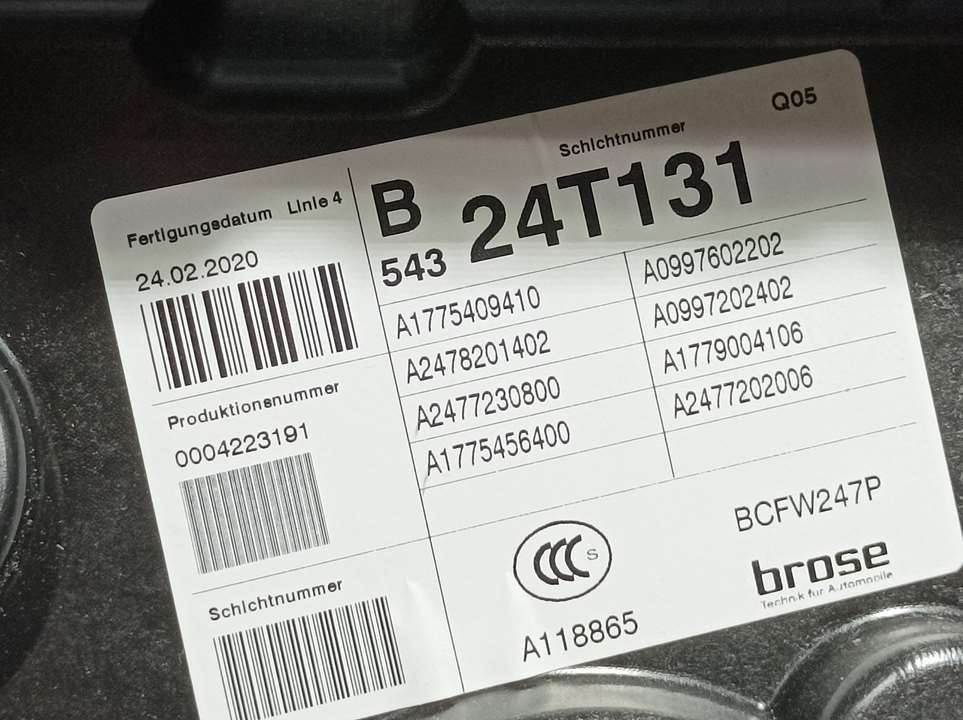 Q05
Schichtnummer
B 24T131
543
Fertigungsdatum Linie 4
24.02.2020
Produktionsnummer
0004223191
Schichtnummer
A1775409410 A0997602202
A2478201402 A0997202402
A2477230800 A1779004106
A1775456400 A2477202006
BCFW247P
CCC S
brose
Technik für Automobile
A118865